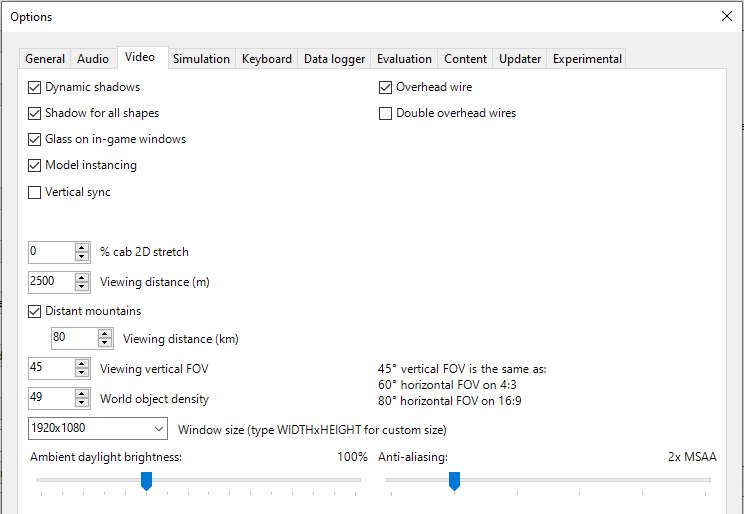 Options
General Audio Video Simulation Keyboard Data logger Evaluation Content Updater Experimental
Dynamic shadows Overhead wire
Shadow for all shapes Double overhead wires
Glass on in-game windows
Model instancing
Vertical sync
0 % cab 2D stretch
2500 Viewing distance (m)
Distant mountains
80 Viewing distance (km)
45 Viewing vertical FOV 45° vertical FOV is the same as:
60° horizontal FOV on 4:3
49 World object density 80° horizontal FOV on 16:9
1920x1080 Window size (type WIDTHxHEIGHT for custom size)
Ambient daylight brightness: 100% Anti-aliasing: 2x MSAA